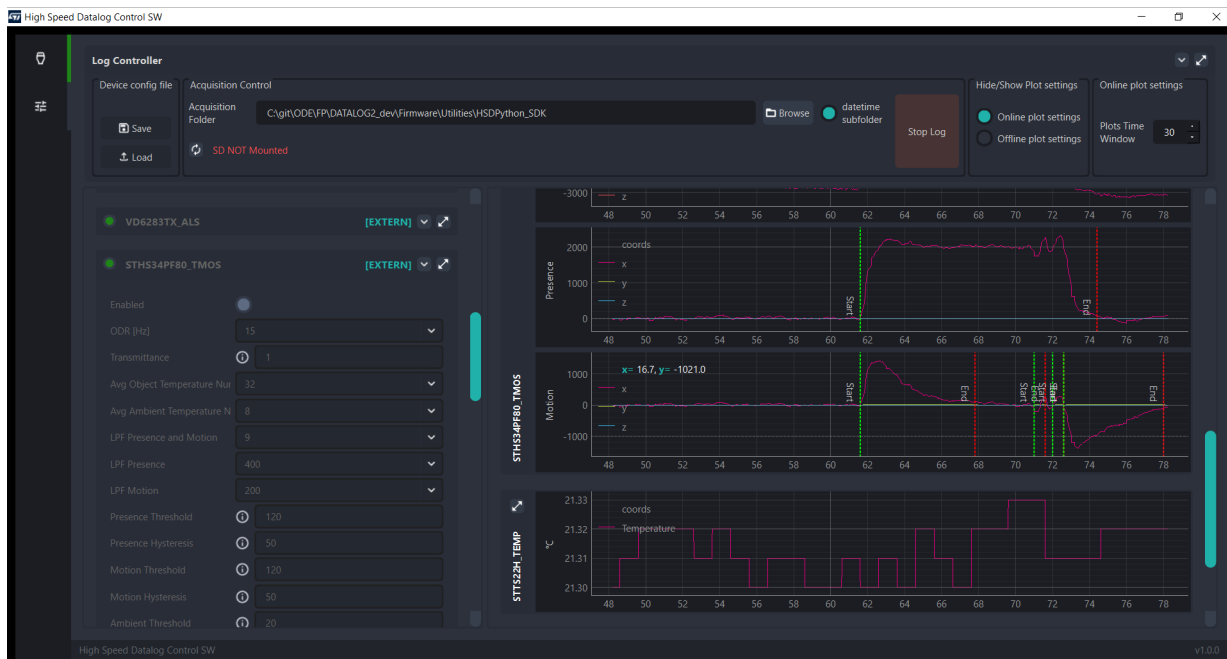 High Speed Datalog Control SW
Log Controller
Device config file
Save
Load
Acquisition Control
Acquisition
Folder
C:\git\ODE\FP\DATALOG2_dev\Firmware\Utilities\HSDPython_SDK
Browse
datetime
subfolder
SD NOT Mounted
Stop Log
Hide/Show Plot settings
Online plot settings
Offline plot settings
Online plot settings
Plots Time
Window
30
VD6283TX_ALS
[EXTERN]
STHS34PF80_TMOS
[EXTERN]
Enabled
ODR [Hz]
15
Transmittance
1
Avg Object Temperature Nur
32
Avg Ambient Temperature N
8
LPF Presence and Motion
9
LPF Presence
400
LPF Motion
200
Presence Threshold
120
Presence Hysteresis
50
Motion Threshold
120
Motion Hysteresis
50
Ambient Threshold
20
-3000
z
48 50 52 54 56 58 60 62 64 66 68 70 72 74 76 78
STHS34PF80_TMOS
Presence
2000
1000
0
coords
x
y
z
Start
End
48 50 52 54 56 58 60 62 64 66 68 70 72 74 76 78
Motion
1000
0
-1000
x= 16.7, y= -1021.0
x
y
z
Start
End
Start
Start
End
48 50 52 54 56 58 60 62 64 66 68 70 72 74 76 78
STTS22H_TEMP
°C
21.33
21.32
21.31
21.30
coords
Temperature
48 50 52 54 56 58 60 62 64 66 68 70 72 74 76 78
High Speed Datalog Control SW
v1.0.0